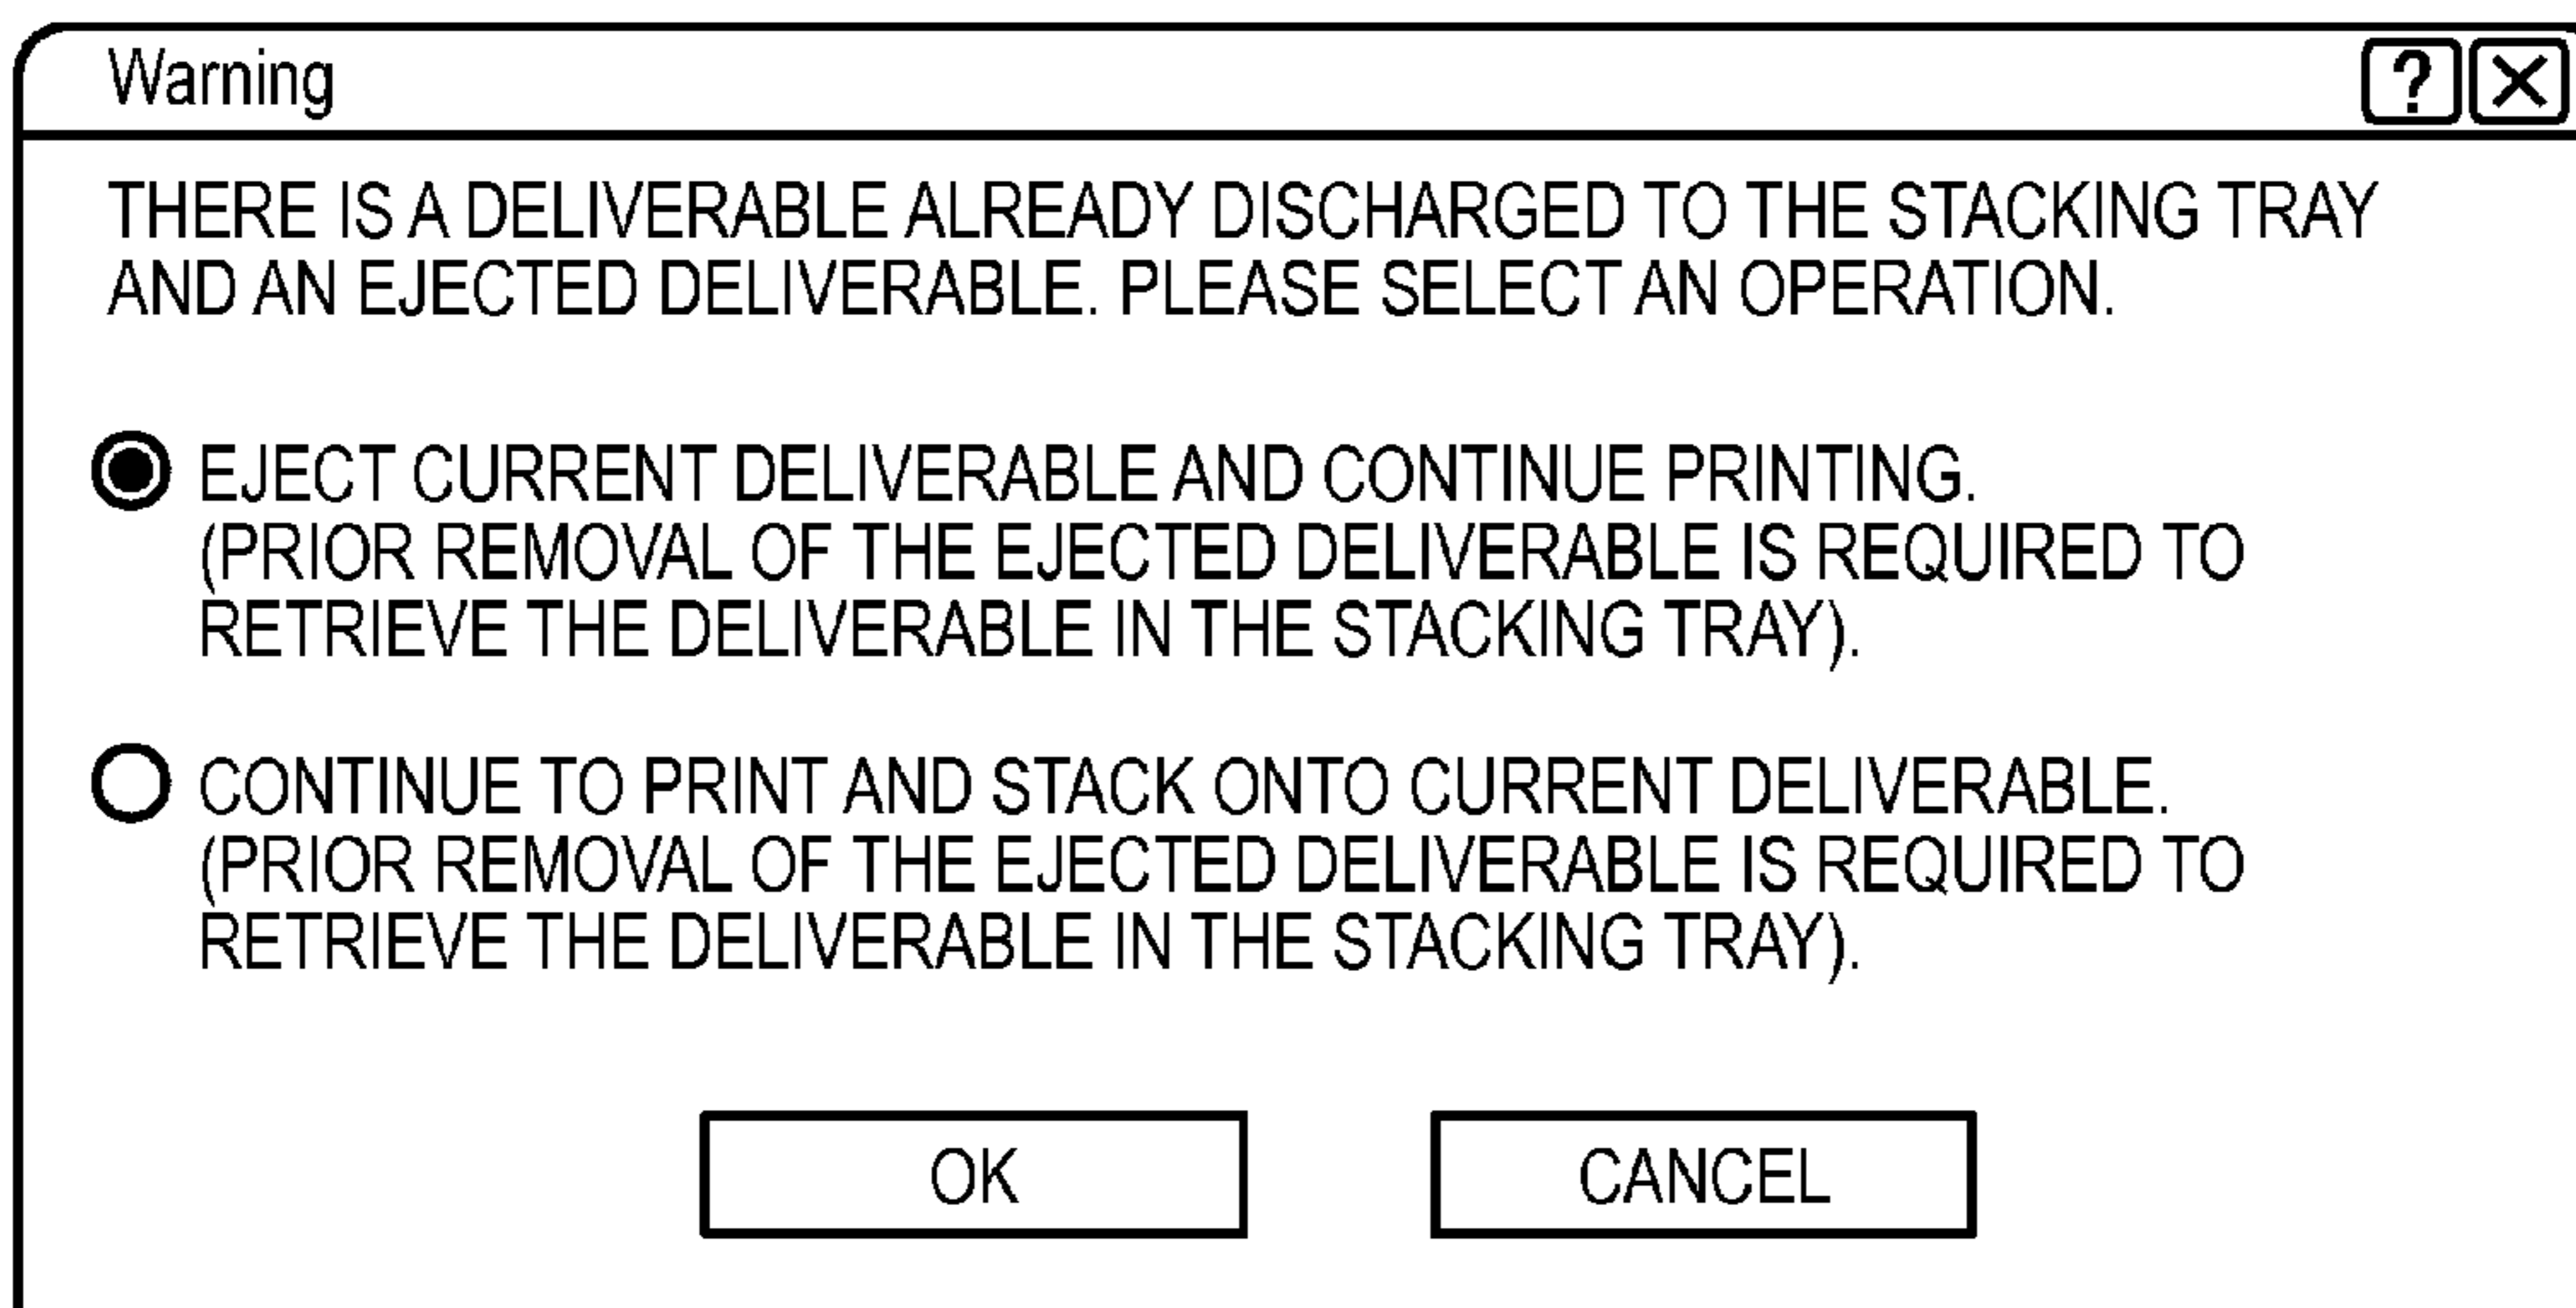 Warning
?
THERE IS A DELIVERABLE ALREADY DISCHARGED TO THE STACKING TRAY
AND AN EJECTED DELIVERABLE. PLEASE SELECT AN OPERATION.
EJECT CURRENT DELIVERABLE AND CONTINUE PRINTING.
(PRIOR REMOVAL OF THE EJECTED DELIVERABLE IS REQUIRED TO
RETRIEVE THE DELIVERABLE IN THE STACKING TRAY).
CONTINUE TO PRINT AND STACK ONTO CURRENT DELIVERABLE.
(PRIOR REMOVAL OF THE EJECTED DELIVERABLE IS REQUIRED TO
RETRIEVE THE DELIVERABLE IN THE STACKING TRAY).
OK
CANCEL